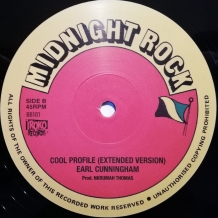 MIDNIGHT ROCK
SIDE B
45RPM
COOL PROFILE (EXTENDED VERSION)
EARL CUNNINGHAM
Prod. NKRUMAH THOMAS
ALL RIGHTS OF THE OWNER OF THIS RECORDED WORK RESERVED • UNAUTHORISED COPYING PROHIBITED